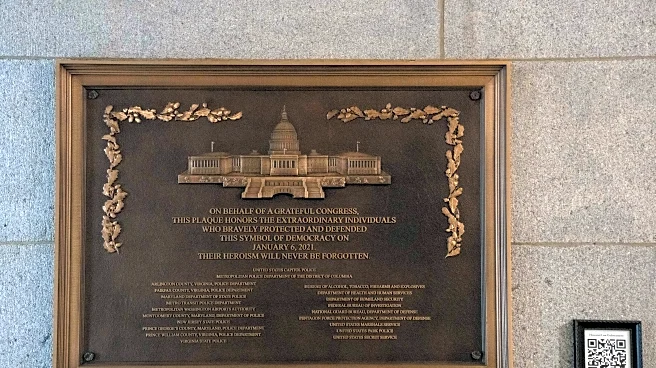 ON BEHALF OF A GRATEFUL CONGRESS,
THIS PLAQUE HONORS THE EXTRAORDINARY INDIVIDUALS
WHO BRAVELY PROTECTED AND DEFENDED
THIS SYMBOL OF DEMOCRACY ON
JANUARY 6, 2021.
THEIR HEROISM WILL NEVER BE FORGOTTEN.
UNITED STATES CAPITOL POLICE
METROPOLITAN POLICE DEPARTMENT OF THE DISTRICT OF COLUMBIA
ARLINGTON COUNTY, VIRGINIA, POLICE DEPARTMENT
FAIRFAX COUNTY, VIRGINIA, POLICE DEPARTMENT
MARYLAND DEPARTMENT OF STATE POLICE
METRO TRANSIT POLICE DEPARTMENT
METROPOLITAN WASHINGTON AIRPORTS AUTHORITY
MONTGOMERY COUNTY, MARYLAND, DEPARTMENT OF POLICE
NEW JERSEY STATE POLICE
PRINCE GEORGE'S COUNTY, MARYLAND, POLICE DEPARTMENT
PRINCE WILLIAM COUNTY, VIRGINIA, POLICE DEPARTMENT
VIRGINIA STATE POLICE
BUREAU OF ALCOHOL, TOBACCO, FIREARMS AND EXPLOSIVES
DEPARTMENT OF HEALTH AND HUMAN SERVICES
DEPARTMENT OF HOMELAND SECURITY
FEDERAL BUREAU OF INVESTIGATION
NATIONAL GUARD BUREAU, DEPARTMENT OF DEFENSE
PENTAGON FORCE PROTECTION AGENCY, DEPARTMENT OF DEFENSE
UNITED STATES MARSHALS SERVICE
UNITED STATES PARK POLICE
UNITED STATES SECRET SERVICE